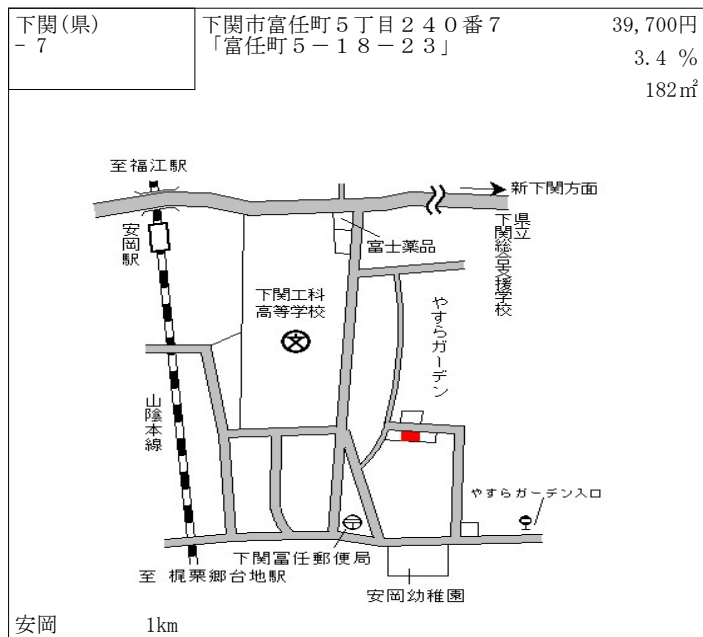 下関(県)
- 7
下関市富任町5丁目240番7
「富任町5-18-23」
39,700円
3.4 %
182㎡
至福江駅
新下関方面
安岡駅
富士薬品
県立
下関総合支援学校
下関工科
高等学校
やすらガーデン
山陰本線
やすらガーデン入口
下関富任郵便局
至 梶栗郷台地駅
安岡幼稚園
安岡 1km